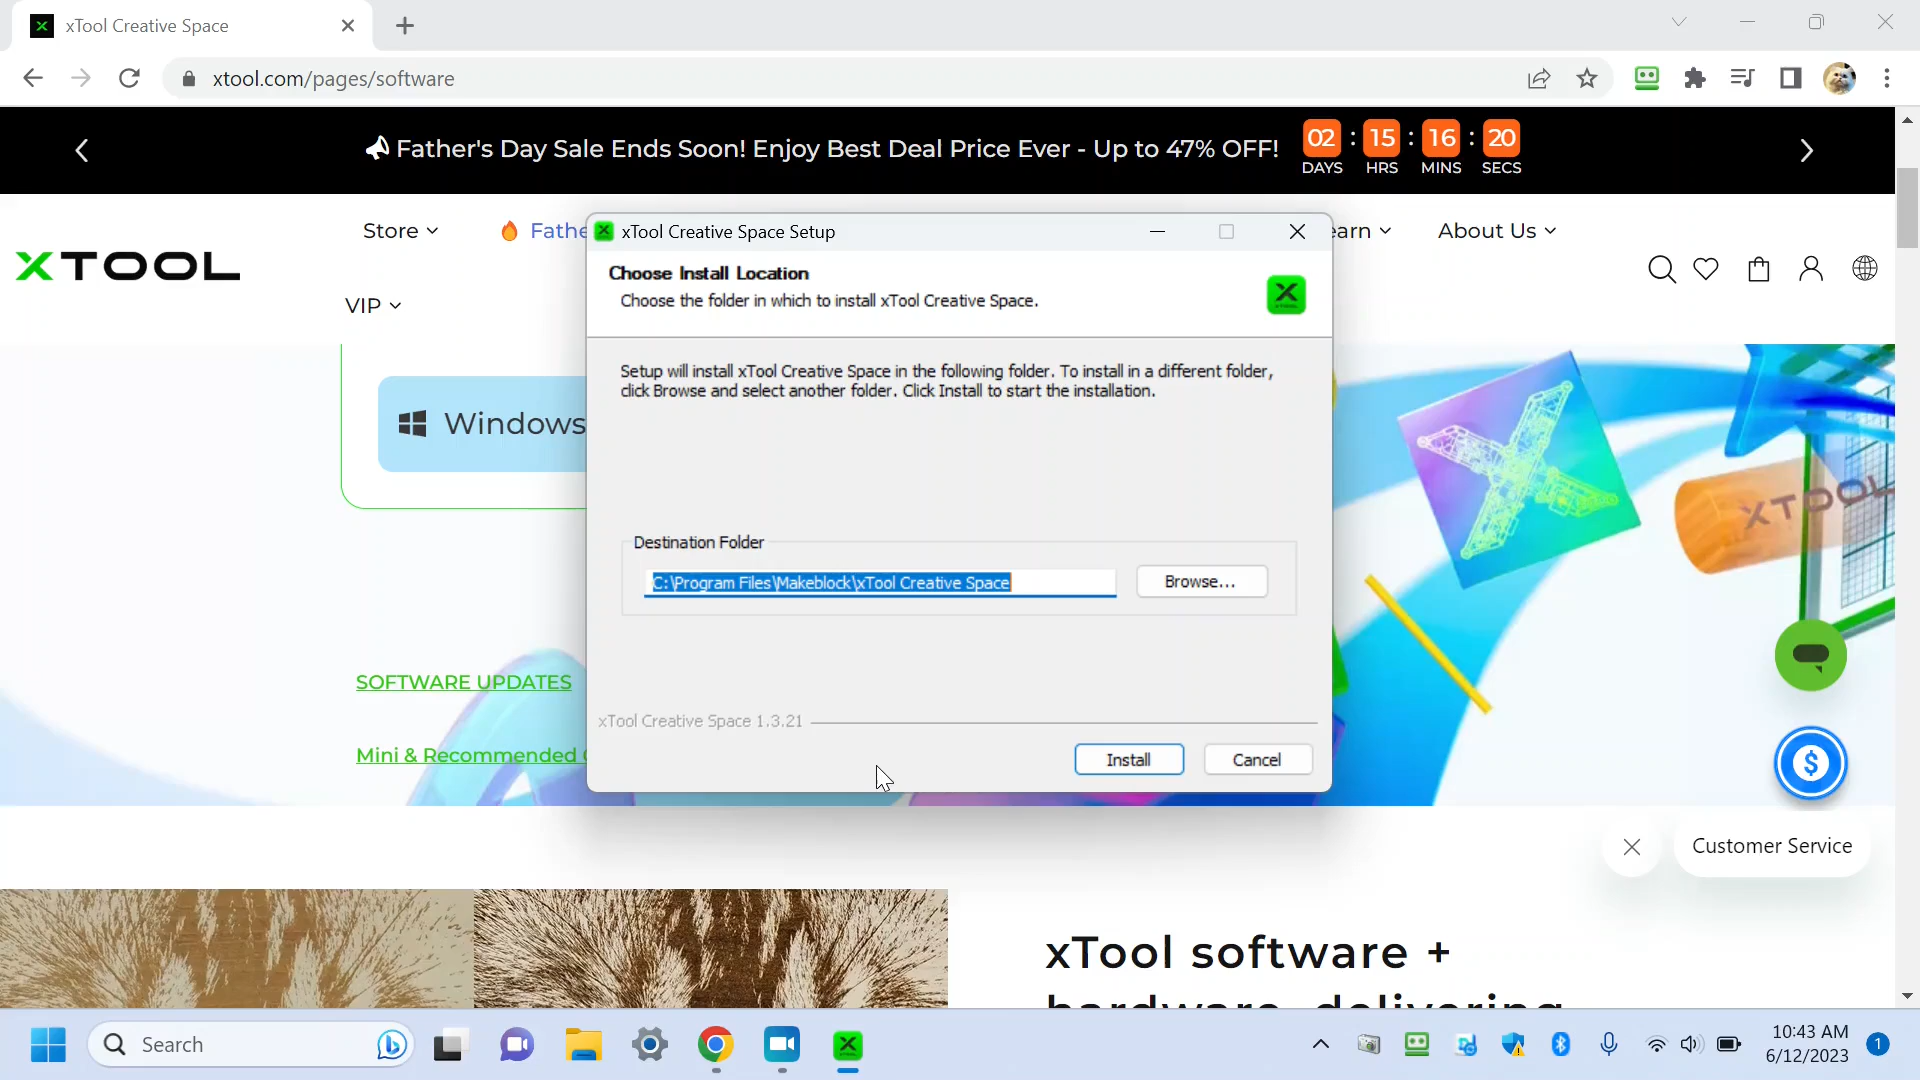 xTool Creative Space
xtool.com/pages/software
Father's Day Sale Ends Soon! Enjoy Best Deal Price Ever - Up to 47% OFF!
02 : 15 : 16 : 20
DAYS HRS MINS SECS
Store
Fathe
earn
About Us
XTOOL
VIP
Windows
SOFTWARE UPDATES
Mini & Recommended
xTool Creative Space Setup
Choose Install Location
Choose the folder in which to install xTool Creative Space.
Setup will install xTool Creative Space in the following folder. To install in a different folder,
click Browse and select another folder. Click Install to start the installation.
Destination Folder
C:\Program Files\Makeblock\xTool Creative Space
Browse...
xTool Creative Space 1.3.21
Install
Cancel
XTOOL
$
Customer Service
xTool software +
hardware, delivering
Search
10:43 AM
6/12/2023
1